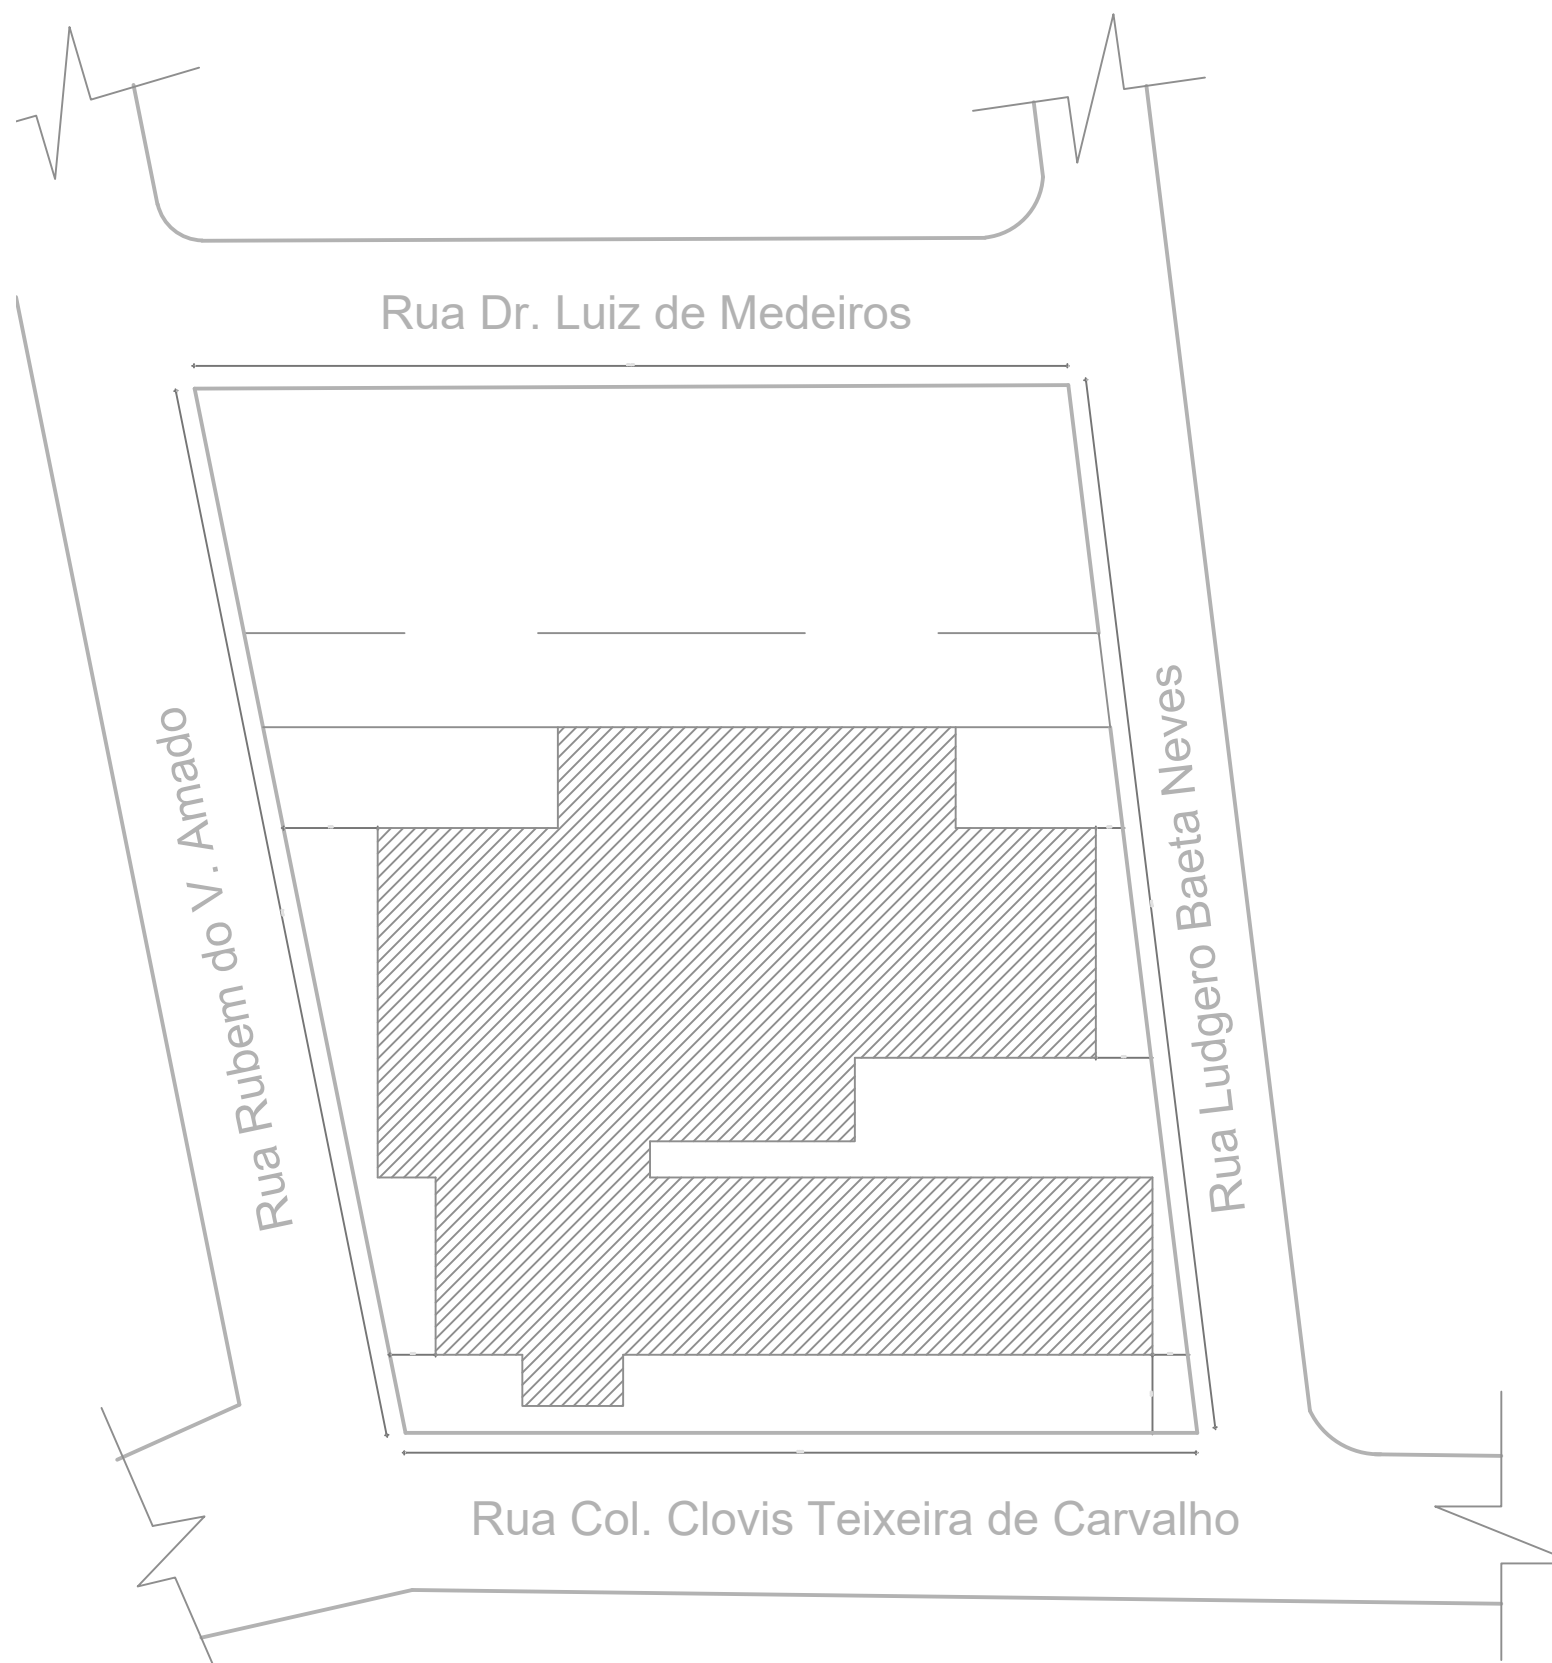 Rua Dr. Luiz de Medeiros
Rua Rubem do V. Amado
Rua Ludgero Baeta Neves
Rua Col. Clovis Teixeira de Carvalho